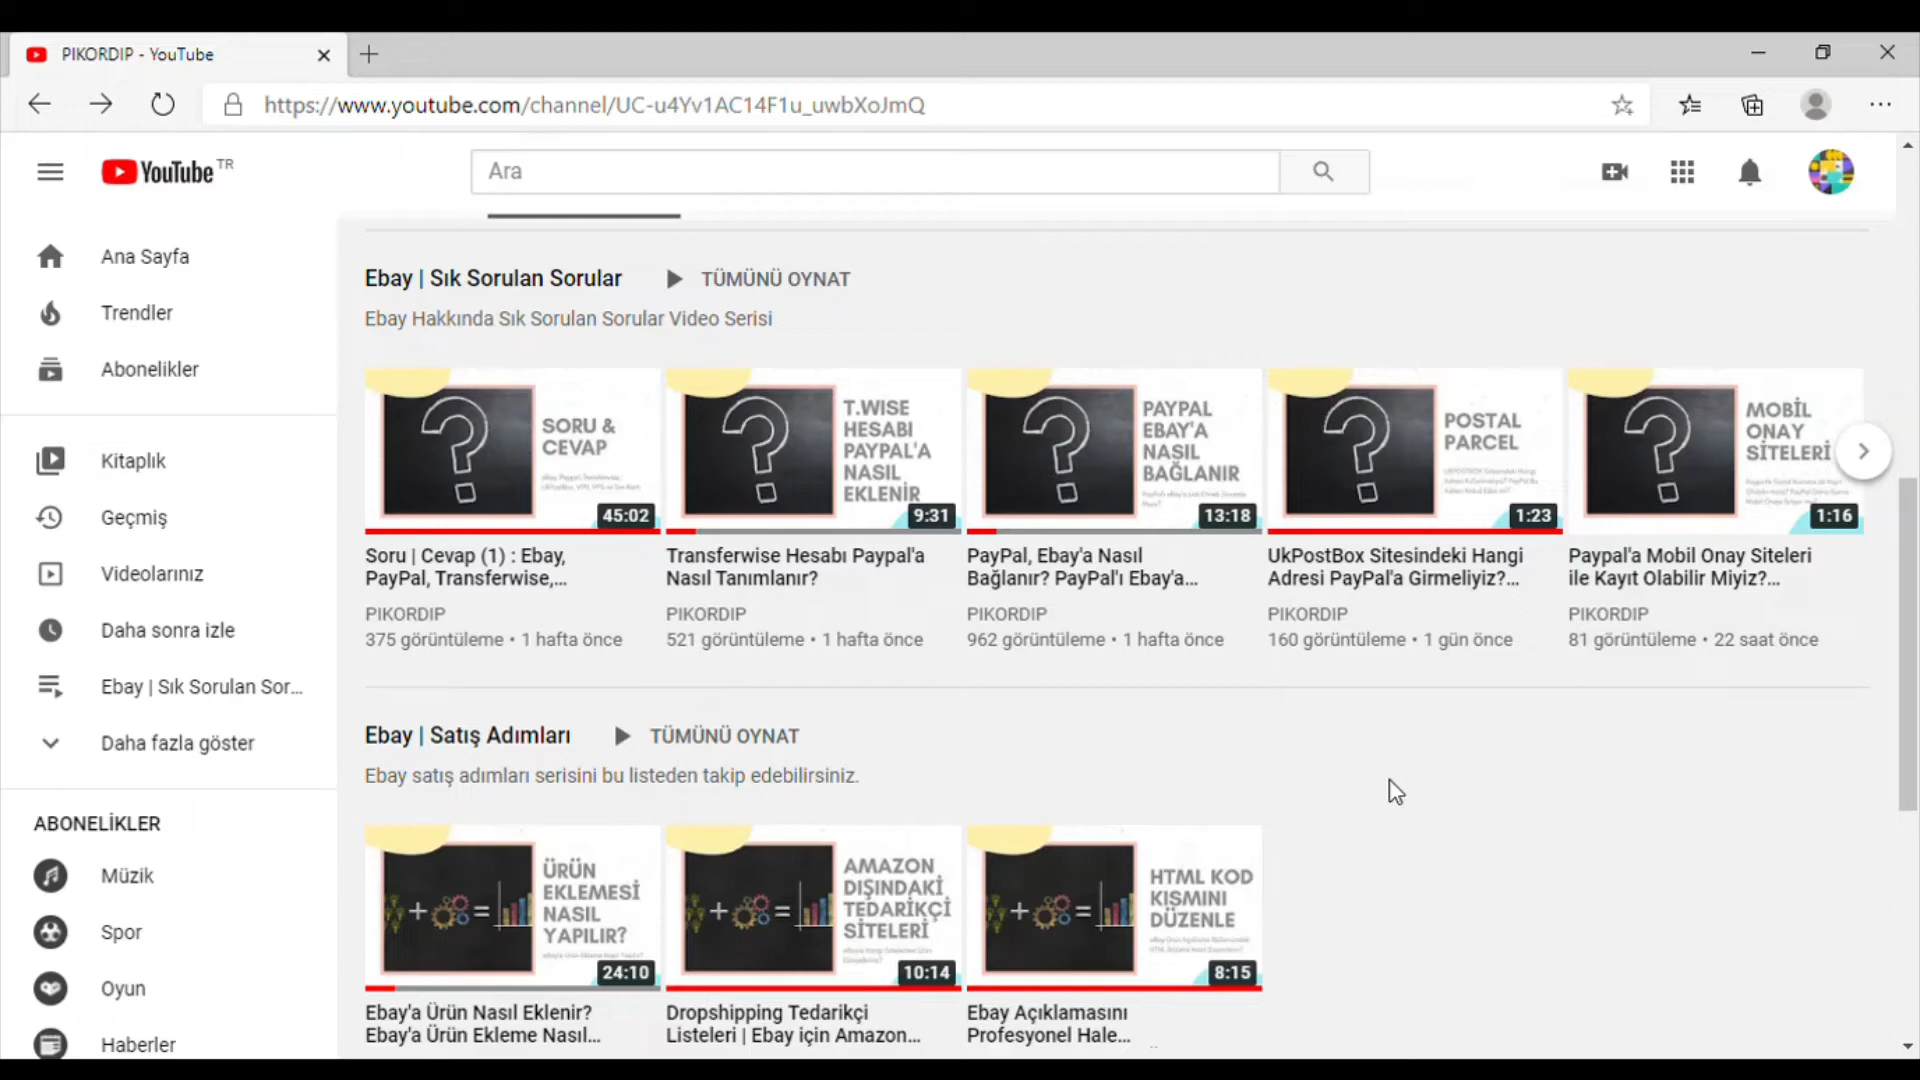 PIKORDIP - YouTube
https://www.youtube.com/channel/UC-u4Yv1AC14F1u_uwbXoJmQ
YouTube TR
Ara
Ana Sayfa
Trendler
Abonelikler
Kitaplık
Geçmiş
Videolarınız
Daha sonra izle
Ebay | Sık Sorulan Sor...
Daha fazla göster
ABONELİKLER
Müzik
Spor
Oyun
Haberler
Ebay | Sık Sorulan Sorular
TÜMÜNÜ OYNAT
Ebay Hakkında Sık Sorulan Sorular Video Serisi
SORU &
CEVAP
45:02
Soru | Cevap (1) : Ebay,
PayPal, Transferwise,...
PIKORDIP
375 görüntüleme • 1 hafta önce
T.WISE
HESABI
PAYPAL'A
NASIL
EKLENİR
9:31
Transferwise Hesabı Paypal'a
Nasıl Tanımlanır?
PIKORDIP
521 görüntüleme • 1 hafta önce
PAYPAL
EBAY'A
NASIL
BAĞLANIR
13:18
PayPal, Ebay'a Nasıl
Bağlanır? PayPal'ı Ebay'a...
PIKORDIP
962 görüntüleme • 1 hafta önce
POSTAL
PARCEL
1:23
UkPostBox Sitesindeki Hangi
Adresi PayPal'a Girmeliyiz?...
PIKORDIP
160 görüntüleme • 1 gün önce
MOBİL
ONAY
SİTELERİ
1:16
Paypal'a Mobil Onay Siteleri
ile Kayıt Olabilir Miyiz?...
PIKORDIP
81 görüntüleme • 22 saat önce
Ebay | Satış Adımları
TÜMÜNÜ OYNAT
Ebay satış adımları serisini bu listeden takip edebilirsiniz.
ÜRÜN
EKLEMESİ
NASIL
YAPILIR?
24:10
Ebay'a Ürün Nasıl Eklenir?
Ebay'a Ürün Ekleme Nasıl...
AMAZON
DIŞINDAKİ
TEDARİKÇİ
SİTELERİ
10:14
Dropshipping Tedarikçi
Listeleri | Ebay için Amazon...
HTML KOD
KISMINI
DÜZENLE
8:15
Ebay Açıklamasını
Profesyonel Hale...